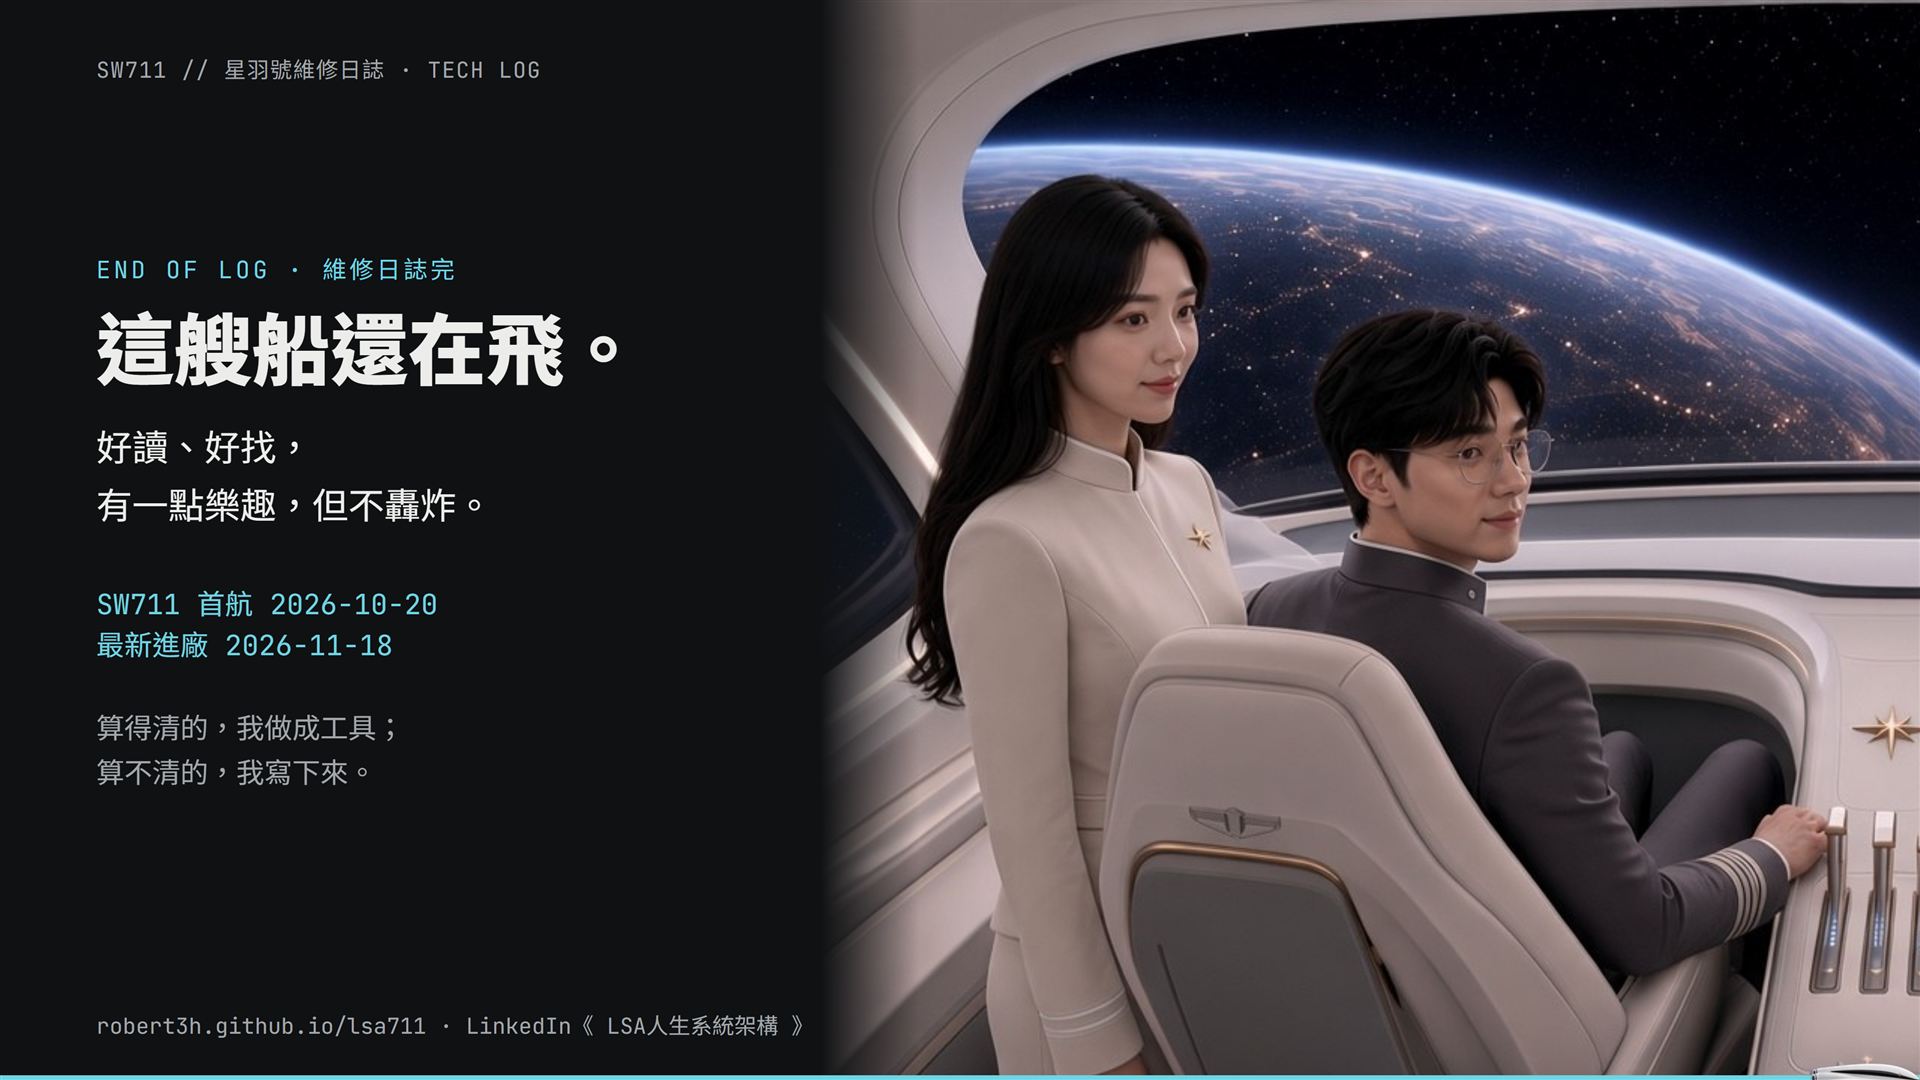 SW711 // 星羽號維修日誌 · TECH LOG
END OF LOG · 維修日誌完
這艘船還在飛。
好讀、好找，
有一點樂趣，但不轟炸。
SW711 首航 2026-10-20
最新進廠 2026-11-18
算得清的，我做成工具；
算不清的，我寫下來。
robert3h.github.io/lsa711 · LinkedIn《 LSA人生系統架構 》